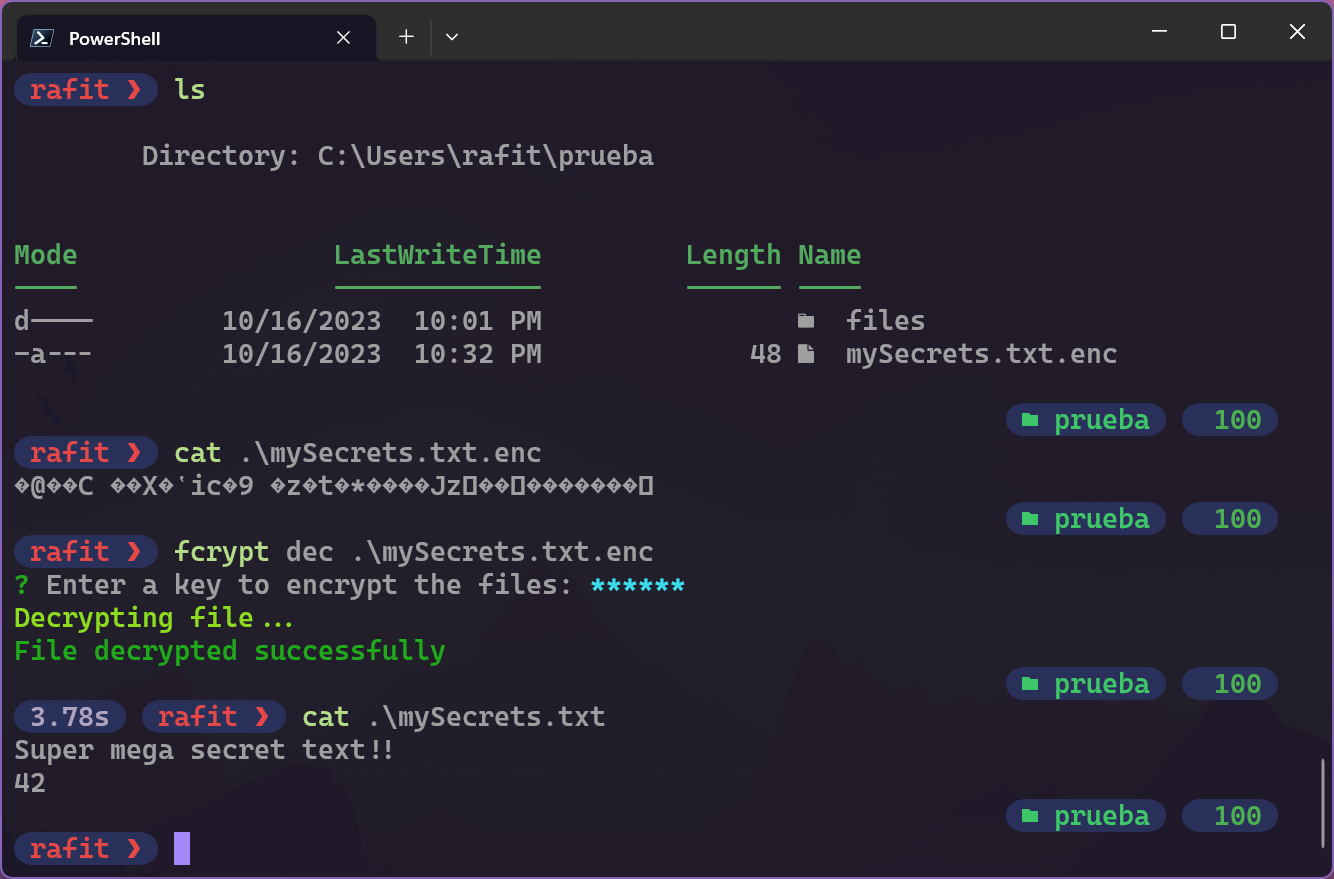 PowerShell
rafit ❯ ls
Directory: C:\Users\rafit\prueba
Mode LastWriteTime Length Name
d---- 10/16/2023 10:01 PM files
-a--- 10/16/2023 10:32 PM 48 mySecrets.txt.enc
prueba 100
rafit ❯ cat .\mySecrets.txt.enc
�@��C ��X�ʽic�9 �z�t�*����Jz▯��▯�������▯
prueba 100
rafit ❯ fcrypt dec .\mySecrets.txt.enc
? Enter a key to encrypt the files: ******
Decrypting file...
File decrypted successfully
prueba 100
3.78s rafit ❯ cat .\mySecrets.txt
Super mega secret text!!
42
prueba 100
rafit ❯